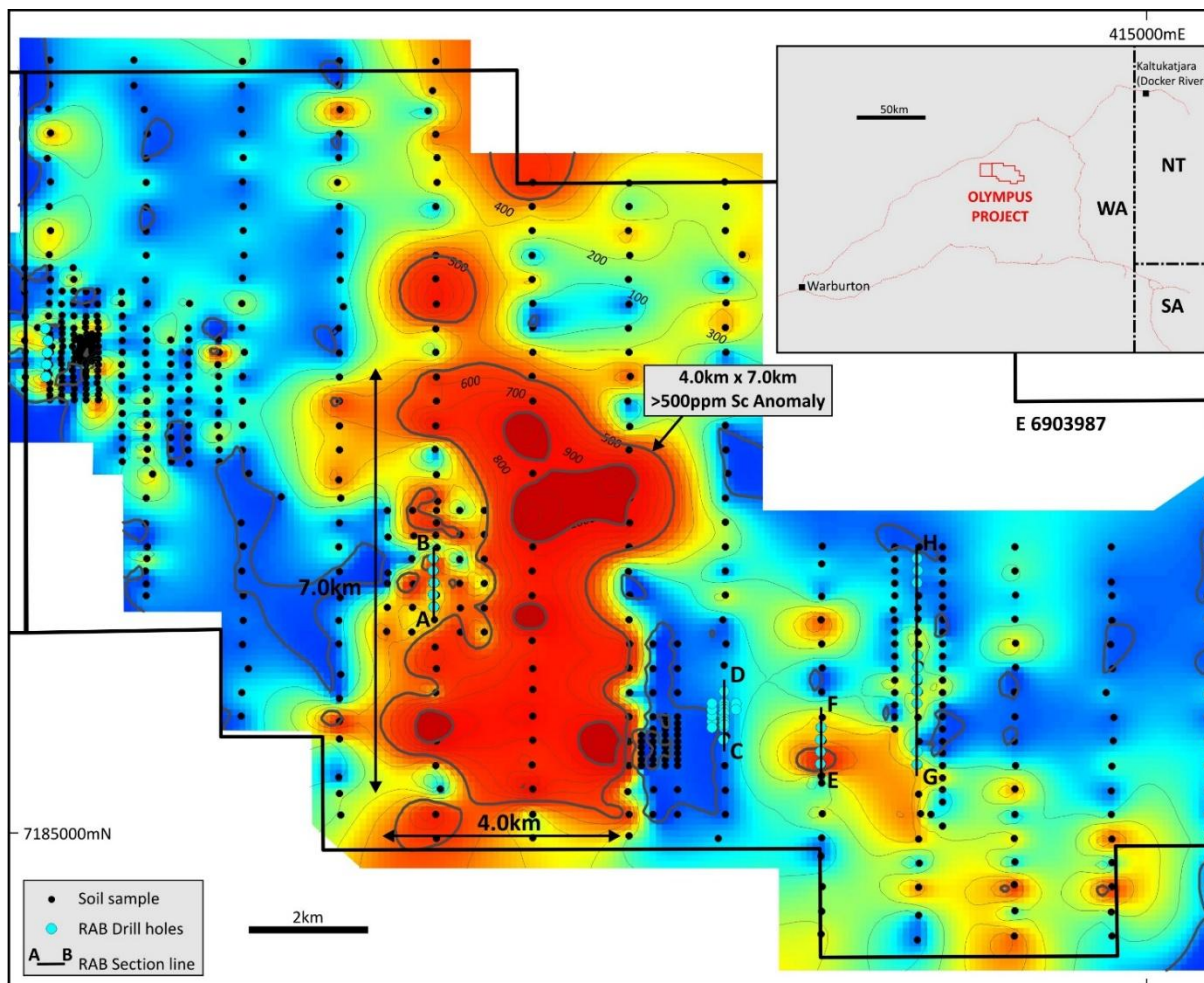 415000mE
Kaltukatjara
(Docker River)
50km
NT
OLYMPUS
PROJECT
WA
Warburton
SA
400
500
200
100
300
4.0km x 7.0km
>500ppm Sc Anomaly
E 6903987
600
700
500
800
900
B
H
7.0km
A
D
F
C
E
G
4.0km
7185000mN
Soil sample
RAB Drill holes
A B RAB Section line
2km